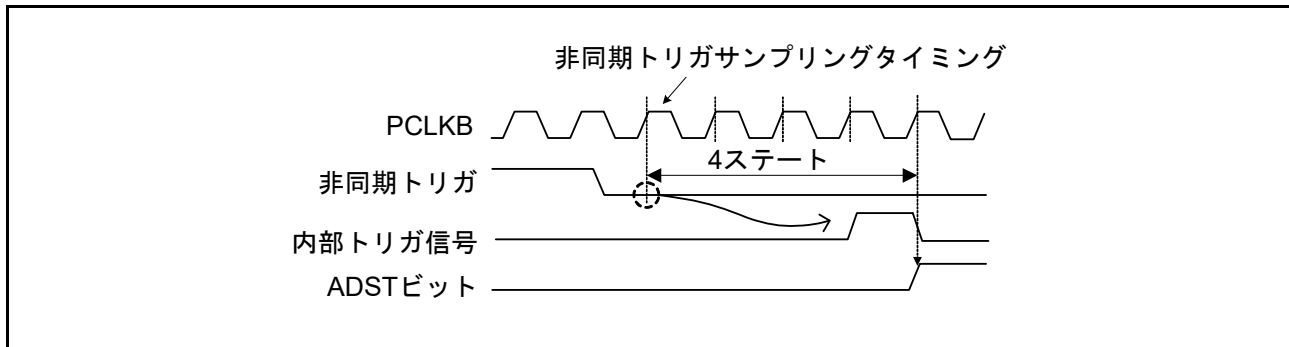 非同期トリガサンプリングタイミング
PCLKB
4ステート
非同期トリガ
内部トリガ信号
ADSTビット